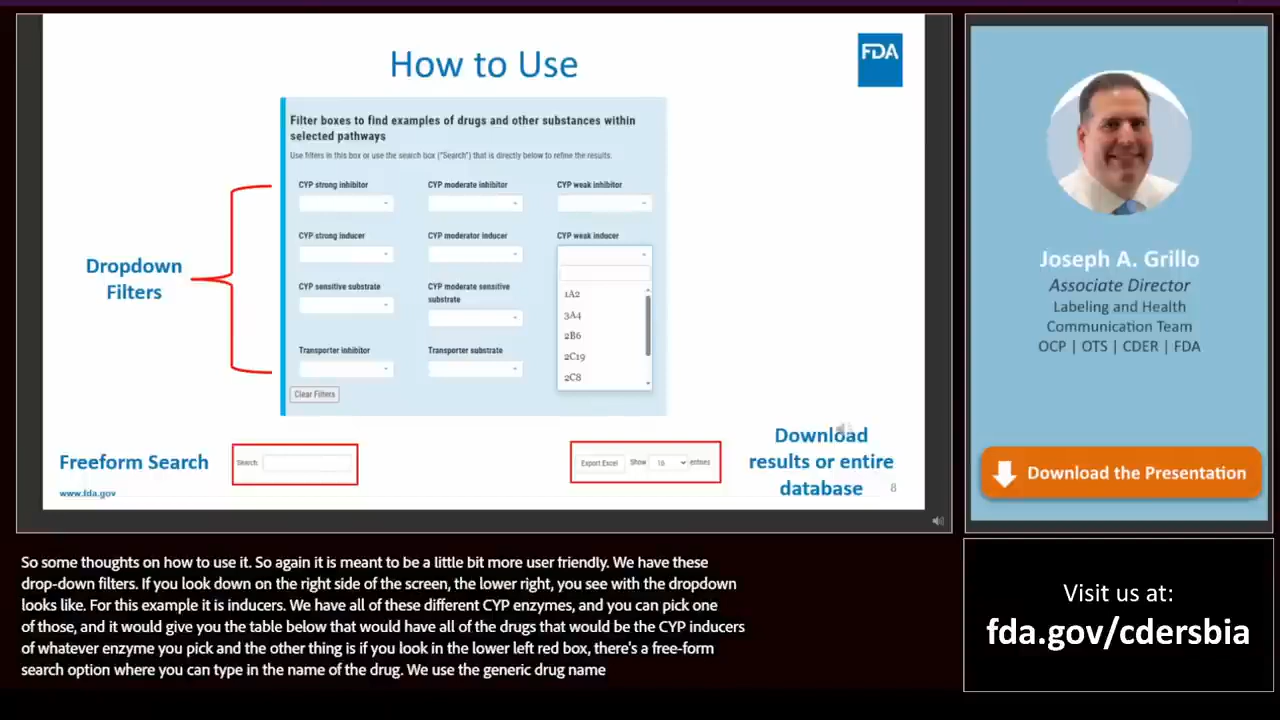 How to Use
FDA
Filter boxes to find examples of drugs and other substances within
selected pathways
Use filters in this box or use the search box ("Search") that is directly below to refine the results.
CYP strong inhibitor
CYP moderate inhibitor
CYP weak inhibitor
CYP strong inducer
CYP moderator inducer
CYP weak inducer
CYP sensitive substrate
CYP moderate sensitive
substrate
1A2
3A4
2B6
2C19
2C8
Transporter inhibitor
Transporter substrate
Clear Filters
Dropdown
Filters
Freeform Search
Search:
Export Excel Show 10 entries
Download
results or entire
database
www.fda.gov
8
Joseph A. Grillo
Associate Director
Labeling and Health
Communication Team
OCP | OTS | CDER | FDA
Download the Presentation
So some thoughts on how to use it. So again it is meant to be a little bit more user friendly. We have these
drop-down filters. If you look down on the right side of the screen, the lower right, you see with the dropdown
looks like. For this example it is inducers. We have all of these different CYP enzymes, and you can pick one
of those, and it would give you the table below that would have all of the drugs that would be the CYP inducers
of whatever enzyme you pick and the other thing is if you look in the lower left red box, there's a free-form
search option where you can type in the name of the drug. We use the generic drug name
Visit us at:
fda.gov/cdersbia